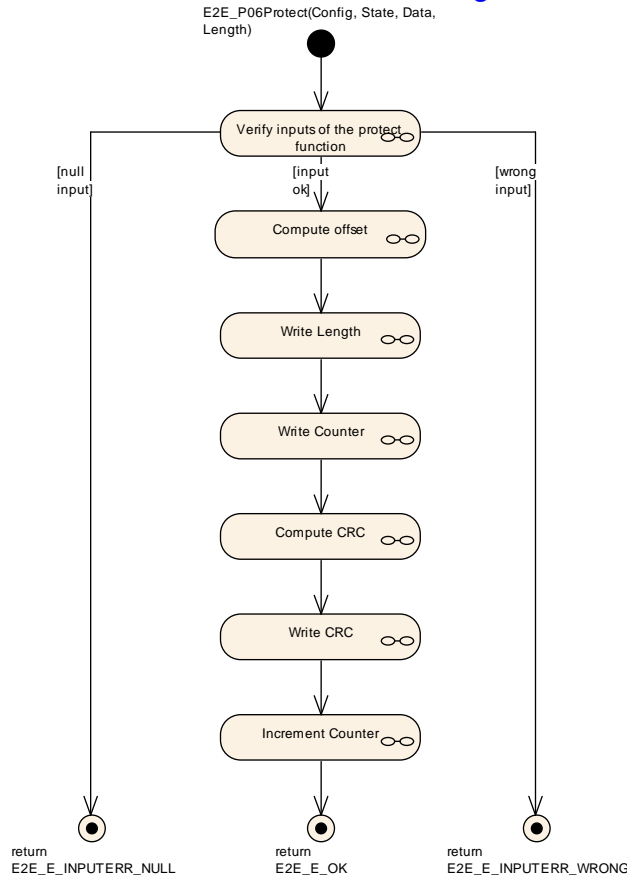 E2E_P06Protect(Config, State, Data,
Length)
Verify inputs of the protect
function
[null
input]
[input
ok]
[wrong
input]
Compute offset
Write Length
Write Counter
Compute CRC
Write CRC
Increment Counter
return
E2E_E_INPUTERR_NULL
return
E2E_E_OK
return
E2E_E_INPUTERR_WRONG